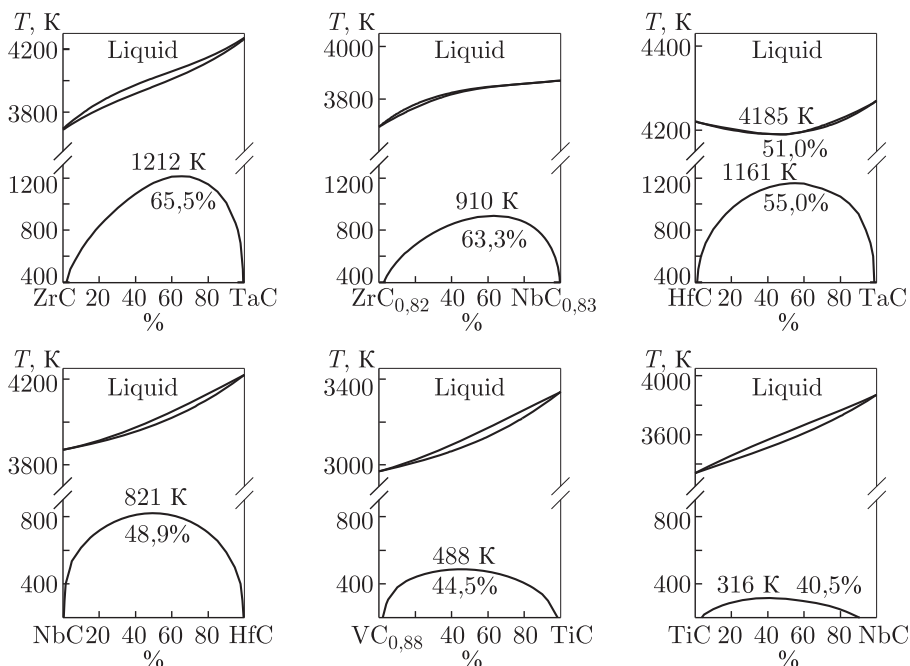 T, К
4200
3800
1200
800
400
Liquid
1212 К
65,5%
ZrC 20 40 60 80 TaC
%
T, К
4000
3800
1200
800
400
Liquid
910 К
63,3%
ZrC0,82 40 60 NbC0,83
%
T, К
4400
4200
1200
800
400
Liquid
4185 К
51,0%
1161 К
55,0%
HfC 20 40 60 80 TaC
%
T, К
4200
3800
800
400
Liquid
821 К
48,9%
NbC 20 40 60 80 HfC
%
T, К
3400
3000
800
400
Liquid
488 К
44,5%
VC0,88 40 60 80 TiC
%
T, К
4000
3600
800
400
Liquid
316 К 40,5%
TiC 20 40 60 80 NbC
%